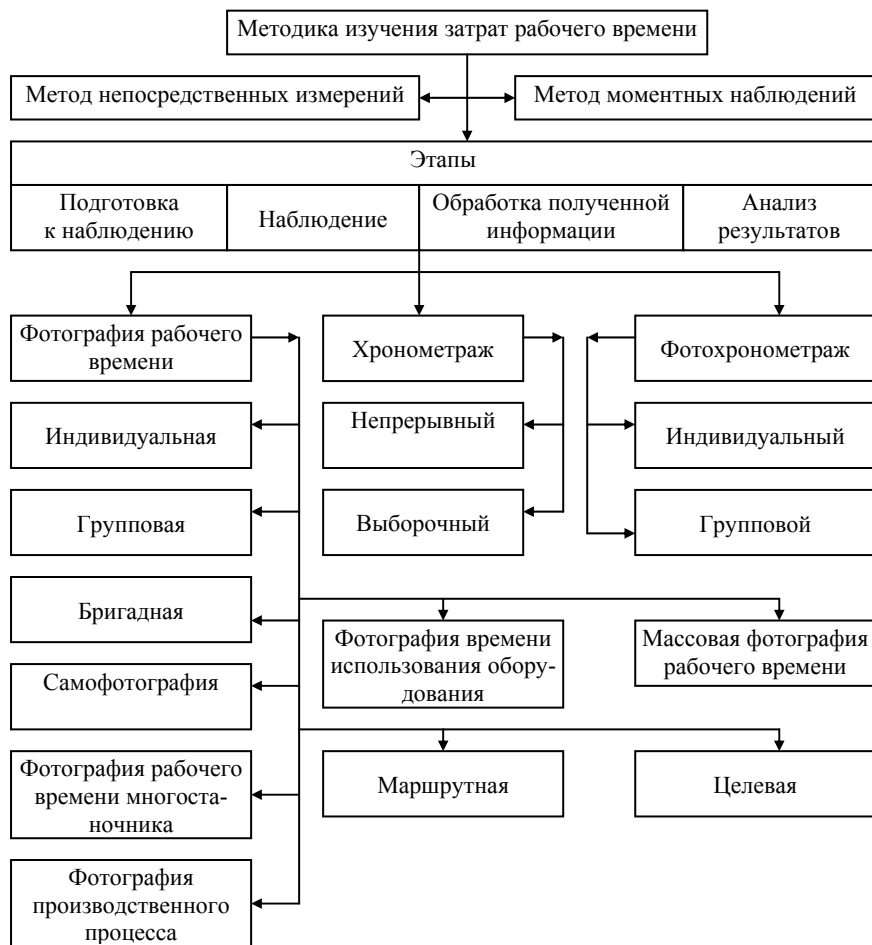 Методика изучения затрат рабочего времени
Метод непосредственных измерений
Метод моментных наблюдений
Этапы
Подготовка
к наблюдению
Наблюдение
Обработка полученной
информации
Анализ
результатов
Фотография рабочего
времени
Хронометраж
Фотохронометраж
Индивидуальная
Непрерывный
Индивидуальный
Групповая
Выборочный
Групповой
Бригадная
Фотография времени
использования обору-
дования
Массовая фотография
рабочего времени
Самофотография
Фотография рабочего
времени многоста-
ночника
Маршрутная
Целевая
Фотография
производственного
процесса